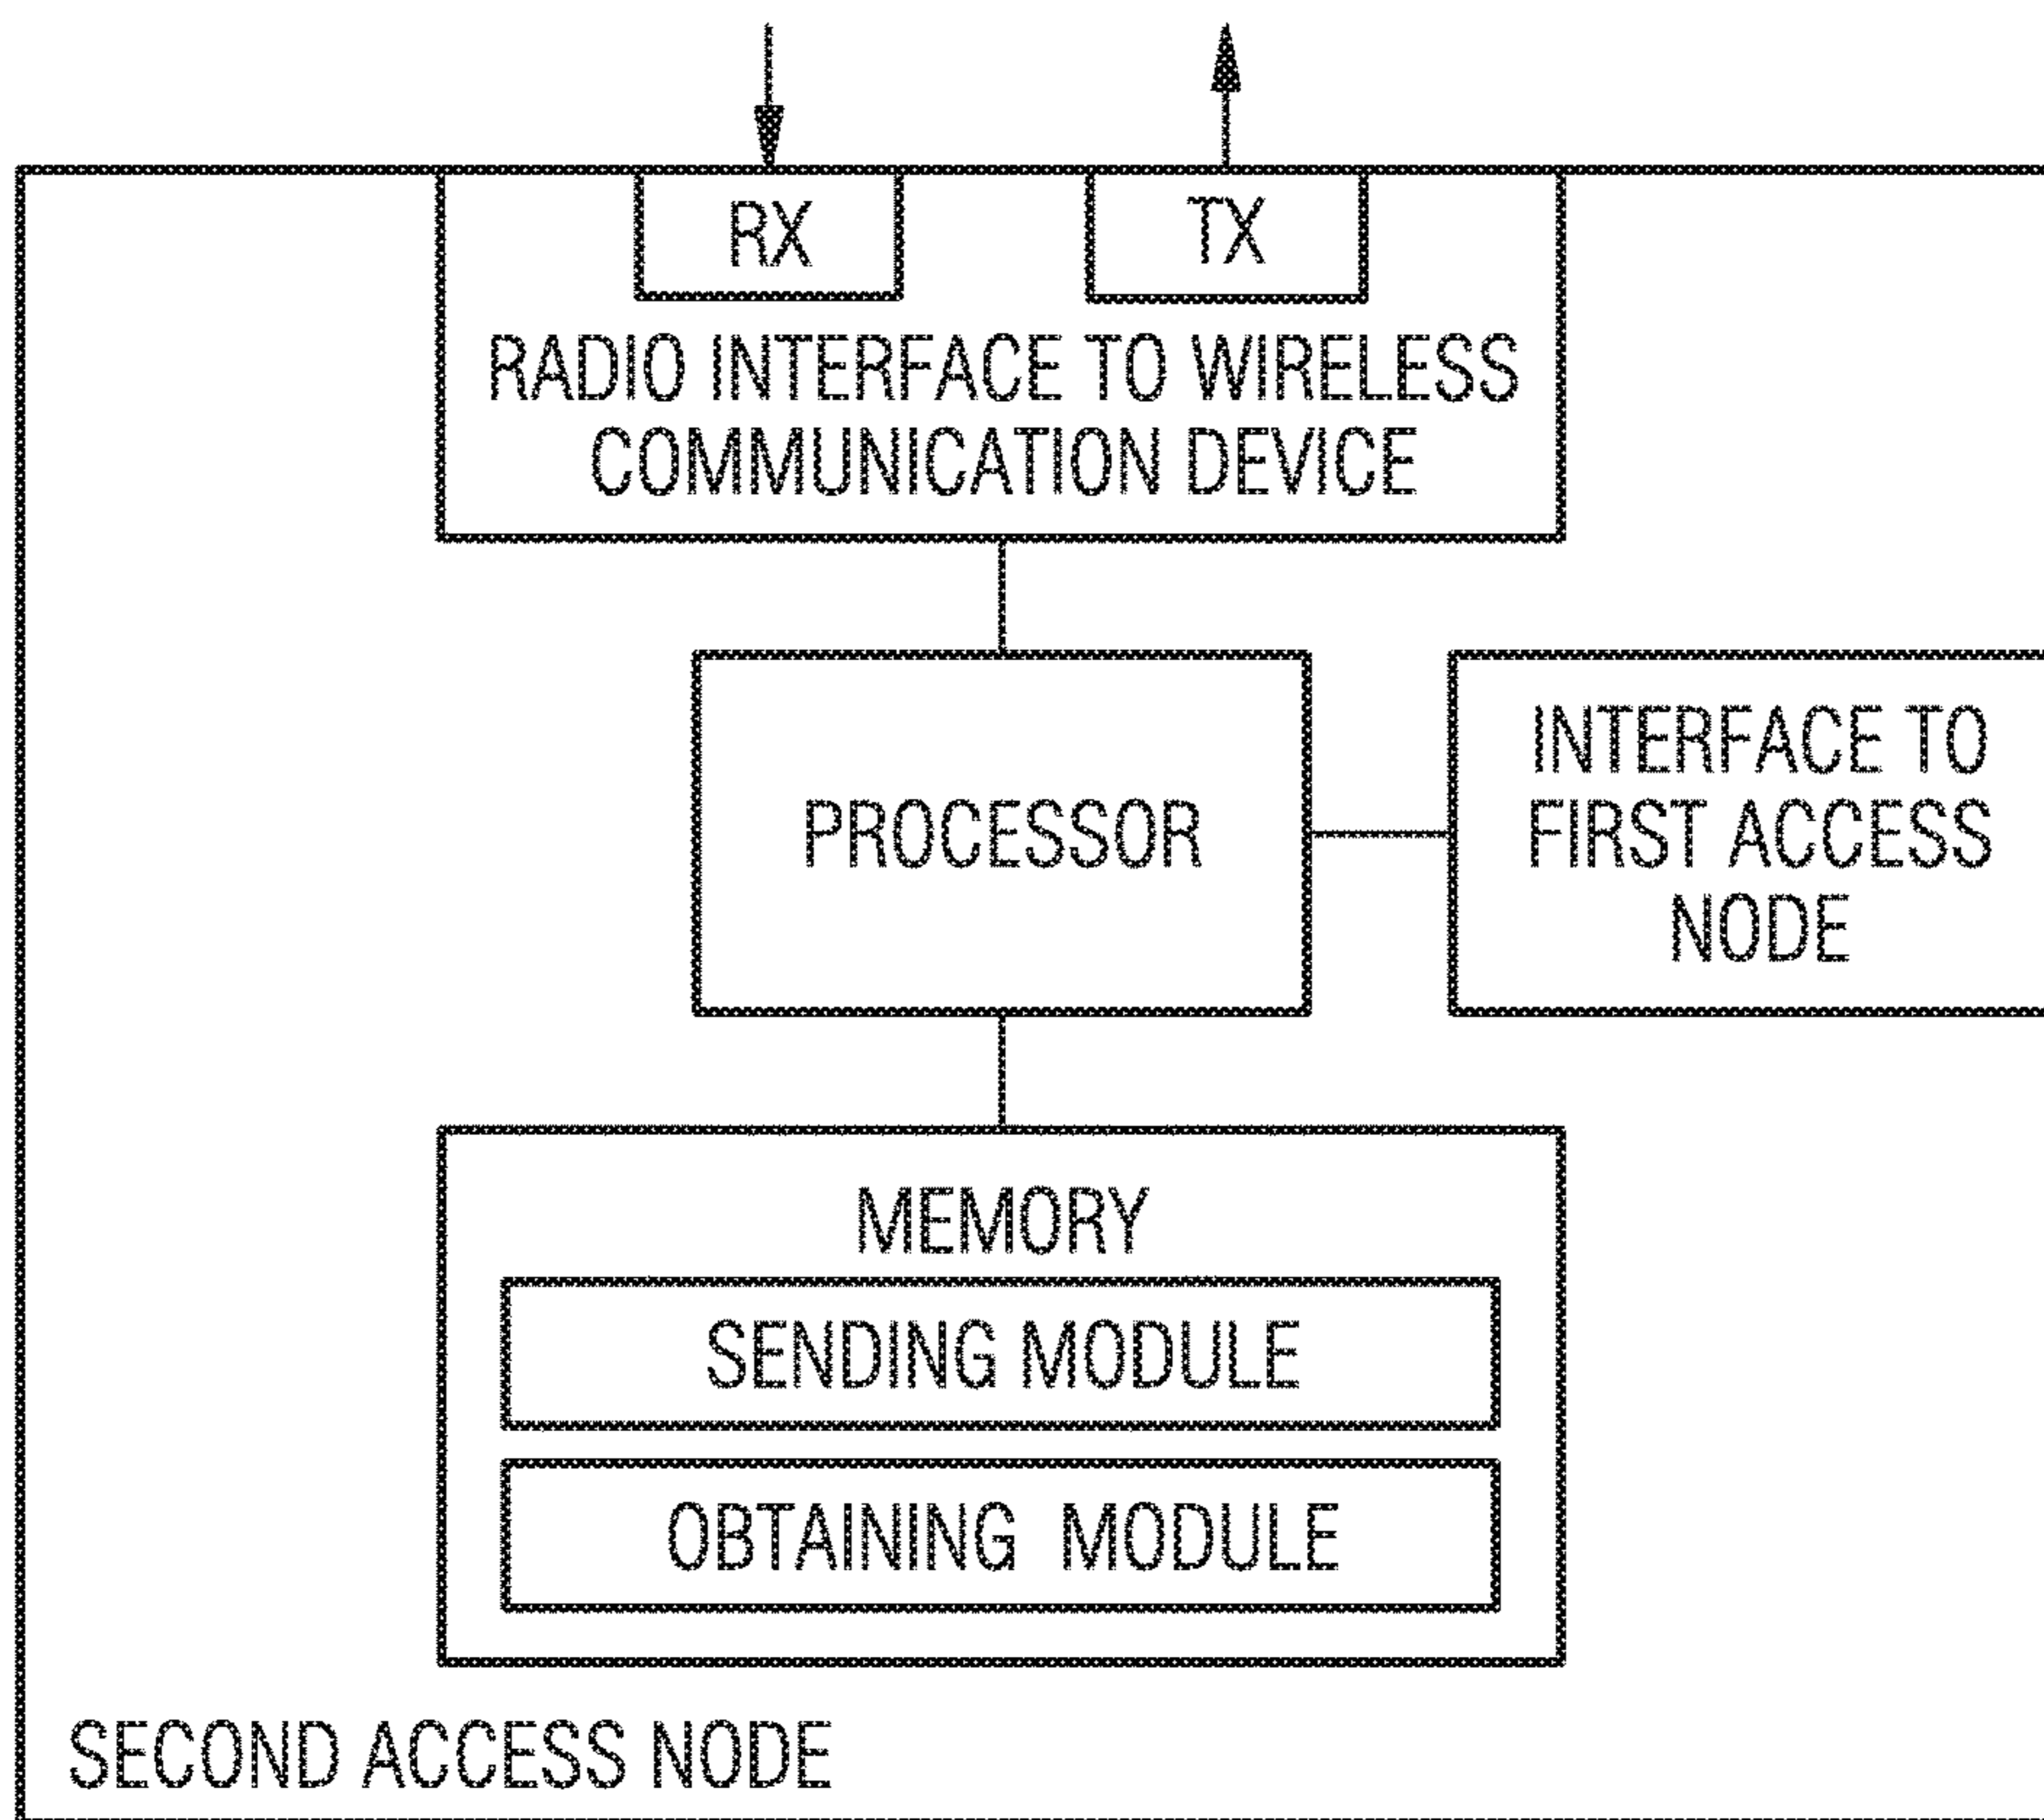 RX
TX
RADIO INTERFACE TO WIRELESS
COMMUNICATION DEVICE
PROCESSOR
INTERFACE TO
FIRST ACCESS
NODE
MEMORY
SENDING MODULE
OBTAINING MODULE
SECOND ACCESS NODE